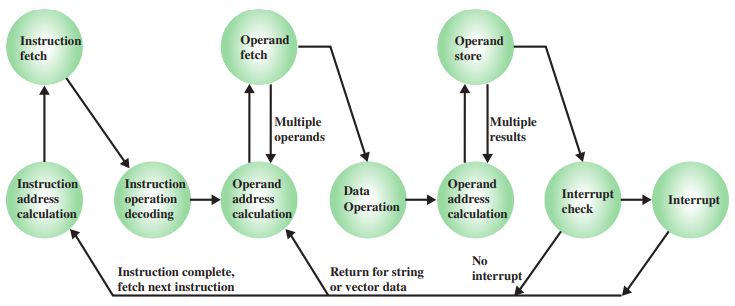 Instruction
fetch
Operand
fetch
Operand
store
Multiple
operands
Multiple
results
Instruction
address
calculation
Instruction
operation
decoding
Operand
address
calculation
Data
Operation
Operand
address
calculation
Interrupt
check
Interrupt
Instruction complete,
fetch next instruction
Return for string
or vector data
No
interrupt